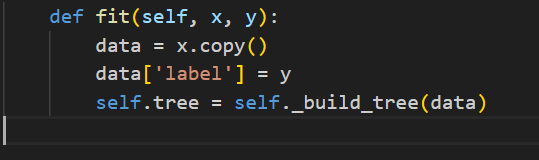 def fit(self, x, y):
    data = x.copy()
    data['label'] = y
    self.tree = self._build_tree(data)